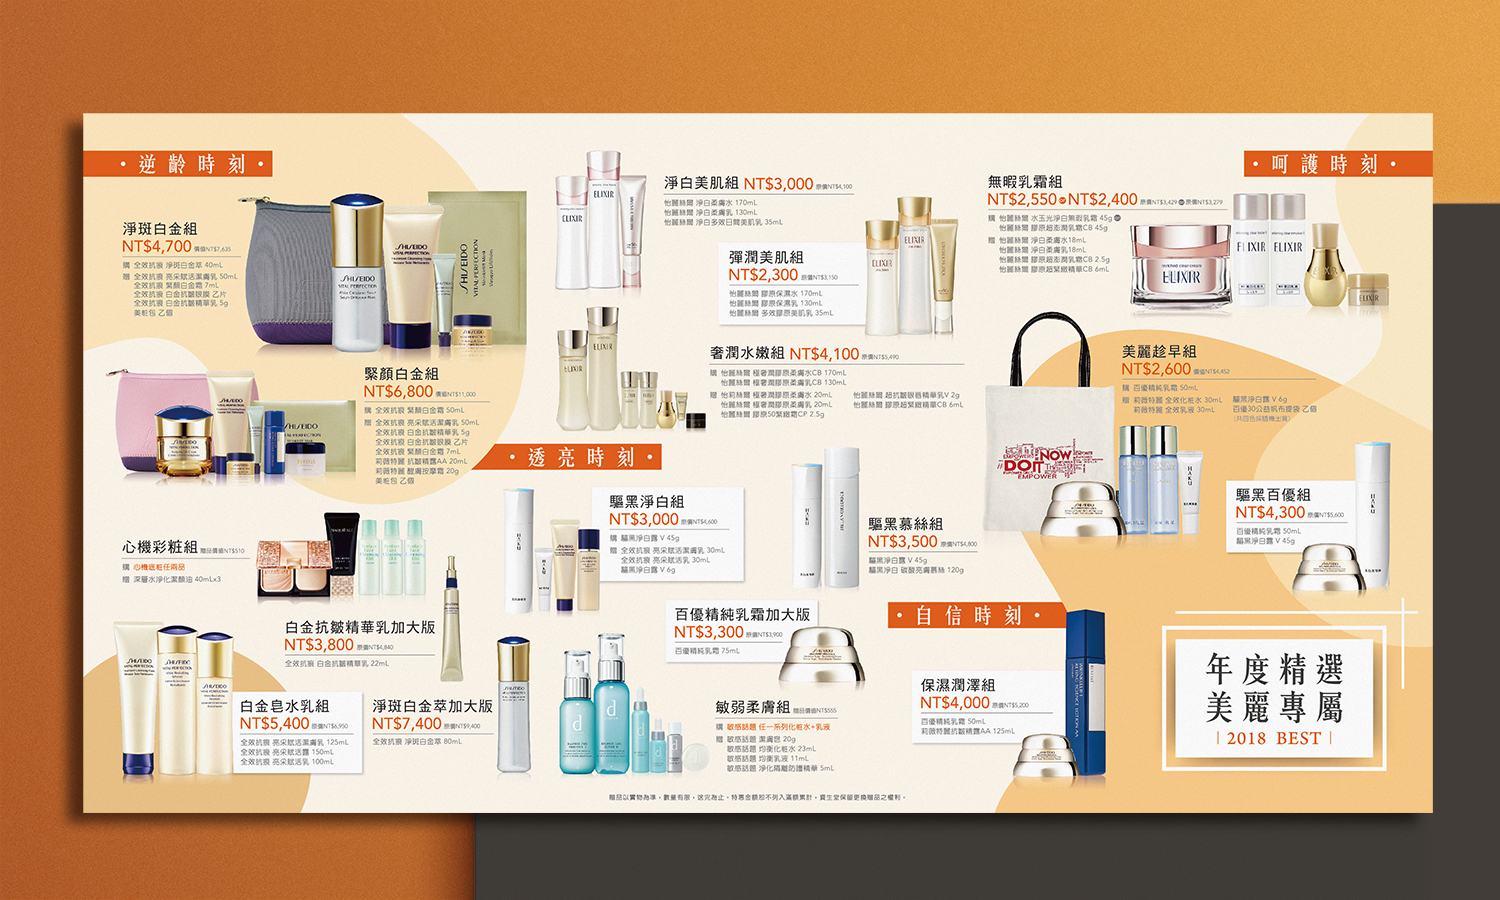 • 逆齡時刻 •
淨斑白金組
NT$4,700 價值NT$7,635
購 全效抗痕 淨斑白金萃 40mL
贈 全效抗痕 亮采賦活潔膚乳 50mL
全效抗痕 緊顏白金霜 7mL
全效抗痕 白金抗皺眼膜 乙片
全效抗痕 白金抗皺精華乳 5g
美粧包 乙個
緊顏白金組
NT$6,800 價值NT$11,000
購 全效抗痕 緊顏白金霜 50mL
贈 全效抗痕 亮采賦活潔膚乳 50mL
全效抗痕 白金抗皺精華乳 5g
全效抗痕 白金抗皺眼膜 乙片
全效抗痕 緊顏白金霜 7mL
莉薇特麗 抗皺精露AA 20mL
莉薇特麗 醒膚按摩霜 20g
美粧包 乙個
心機彩粧組 贈品價值NT$510
購 心機底粧任兩品
贈 深層水淨化潔顏油 40mLx3
白金抗皺精華乳加大版
NT$3,800 原價NT$4,840
全效抗痕 白金抗皺精華乳 22mL
白金皂水乳組
NT$5,400 原價NT$6,950
全效抗痕 亮采賦活潔膚乳 125mL
全效抗痕 亮采賦活露 150mL
全效抗痕 亮采賦活乳 100mL
淨斑白金萃加大版
NT$7,400 原價NT$9,400
全效抗痕 淨斑白金萃 80mL
淨白美肌組 NT$3,000 原價NT$4,100
怡麗絲爾 淨白柔膚水 170mL
怡麗絲爾 淨白柔膚乳 130mL
怡麗絲爾 淨白多效日間美肌乳 35mL
彈潤美肌組
NT$2,300 原價NT$3,150
怡麗絲爾 膠原保濕水 170mL
怡麗絲爾 膠原保濕乳 130mL
怡麗絲爾 多效膠原美肌乳 35mL
奢潤水嫩組 NT$4,100 原價NT$5,490
購 怡麗絲爾 極奢潤膠原柔膚水CB 170mL
怡麗絲爾 極奢潤膠原柔膚乳CB 130mL
贈 怡莉絲爾 極奢潤膠原柔膚水 20mL
怡麗絲爾 極奢潤膠原柔膚乳 20mL
怡麗絲爾 膠原50緊緻霜CP 2.5g
怡麗絲爾 超抗皺眼唇精華乳V 2g
怡麗絲爾 膠原超緊緻精華CB 6mL
• 透亮時刻 •
驅黑淨白組
NT$3,000 原價NT$4,600
購 驅黑淨白露 V 45g
贈 全效抗痕 亮采賦活潔膚乳 30mL
全效抗痕 亮采賦活乳 30mL
驅黑淨白露 V 6g
驅黑慕絲組
NT$3,500 原價NT$4,800
驅黑淨白露 V 45g
驅黑淨白 碳酸亮膚慕絲 120g
百優精純乳霜加大版
NT$3,300 原價NT$3,900
百優精純乳霜 75mL
敏弱柔膚組 贈品價值NT$555
購 敏感話題 任一系列化粧水+乳液
贈 敏感話題 潔膚皂 20g
敏感話題 均衡化粧水 23mL
敏感話題 均衡乳液 11mL
敏感話題 淨化隔離防護精華 5mL
• 呵護時刻 •
無暇乳霜組
NT$2,550 or NT$2,400 原價NT$3,429 or 原價NT$3,279
購 怡麗絲爾 水玉光淨白無暇乳霜 45g or
怡麗絲爾 膠原超澎潤乳霜CB 45g
贈 怡麗絲爾 淨白柔膚水18mL
怡麗絲爾 淨白柔膚乳18mL
怡麗絲爾 膠原超澎潤乳霜CB 2.5g
怡麗絲爾 膠原超緊緻精華CB 6mL
美麗趁早組
NT$2,600 價值NT$4,452
購 百優精純乳霜 50mL
贈 莉薇特麗 全效化粧水 30mL
莉薇特麗 全效乳液 30mL
驅黑淨白露 V 6g
百優30公益帆布提袋 乙個
(共四色採隨機出貨)
驅黑百優組
NT$4,300 原價NT$5,600
百優精純乳霜 50mL
驅黑淨白露 V 45g
• 自信時刻 •
保濕潤澤組
NT$4,000 原價NT$5,200
百優精純乳霜 50mL
莉薇特麗抗皺精露AA 125mL
年度精選
美麗專屬
| 2018 BEST |
贈品以實物為準，數量有限，送完為止。特惠金額恕不列入滿額累計。資生堂保留更換贈品之權利。
SHISEIDO
VITAL-PERFECTION
ELIXIR
HAKU
NOW
DO IT
EMPOWER
d